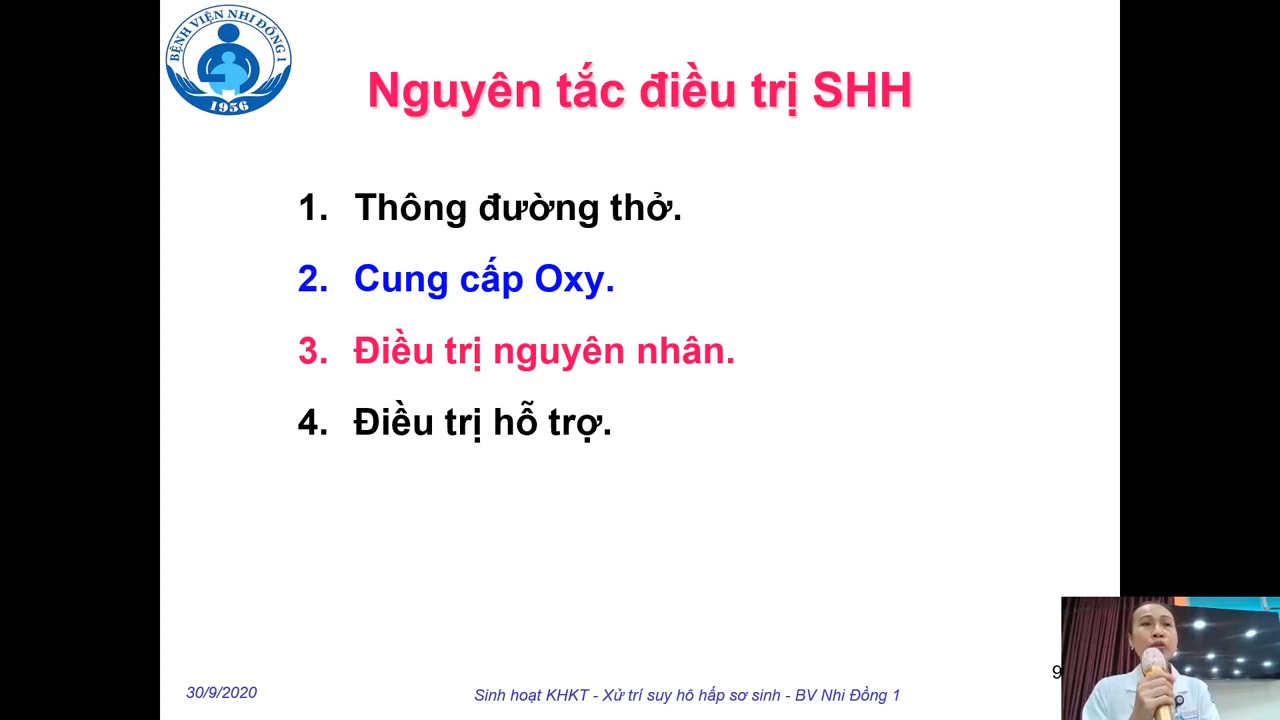 BỆNH VIỆN NHI ĐỒNG 1
1956
Nguyên tắc điều trị SHH
1. Thông đường thở.
2. Cung cấp Oxy.
3. Điều trị nguyên nhân.
4. Điều trị hỗ trợ.
9
30/9/2020
Sinh hoạt KHKT - Xử trí suy hô hấp sơ sinh - BV Nhi Đồng 1